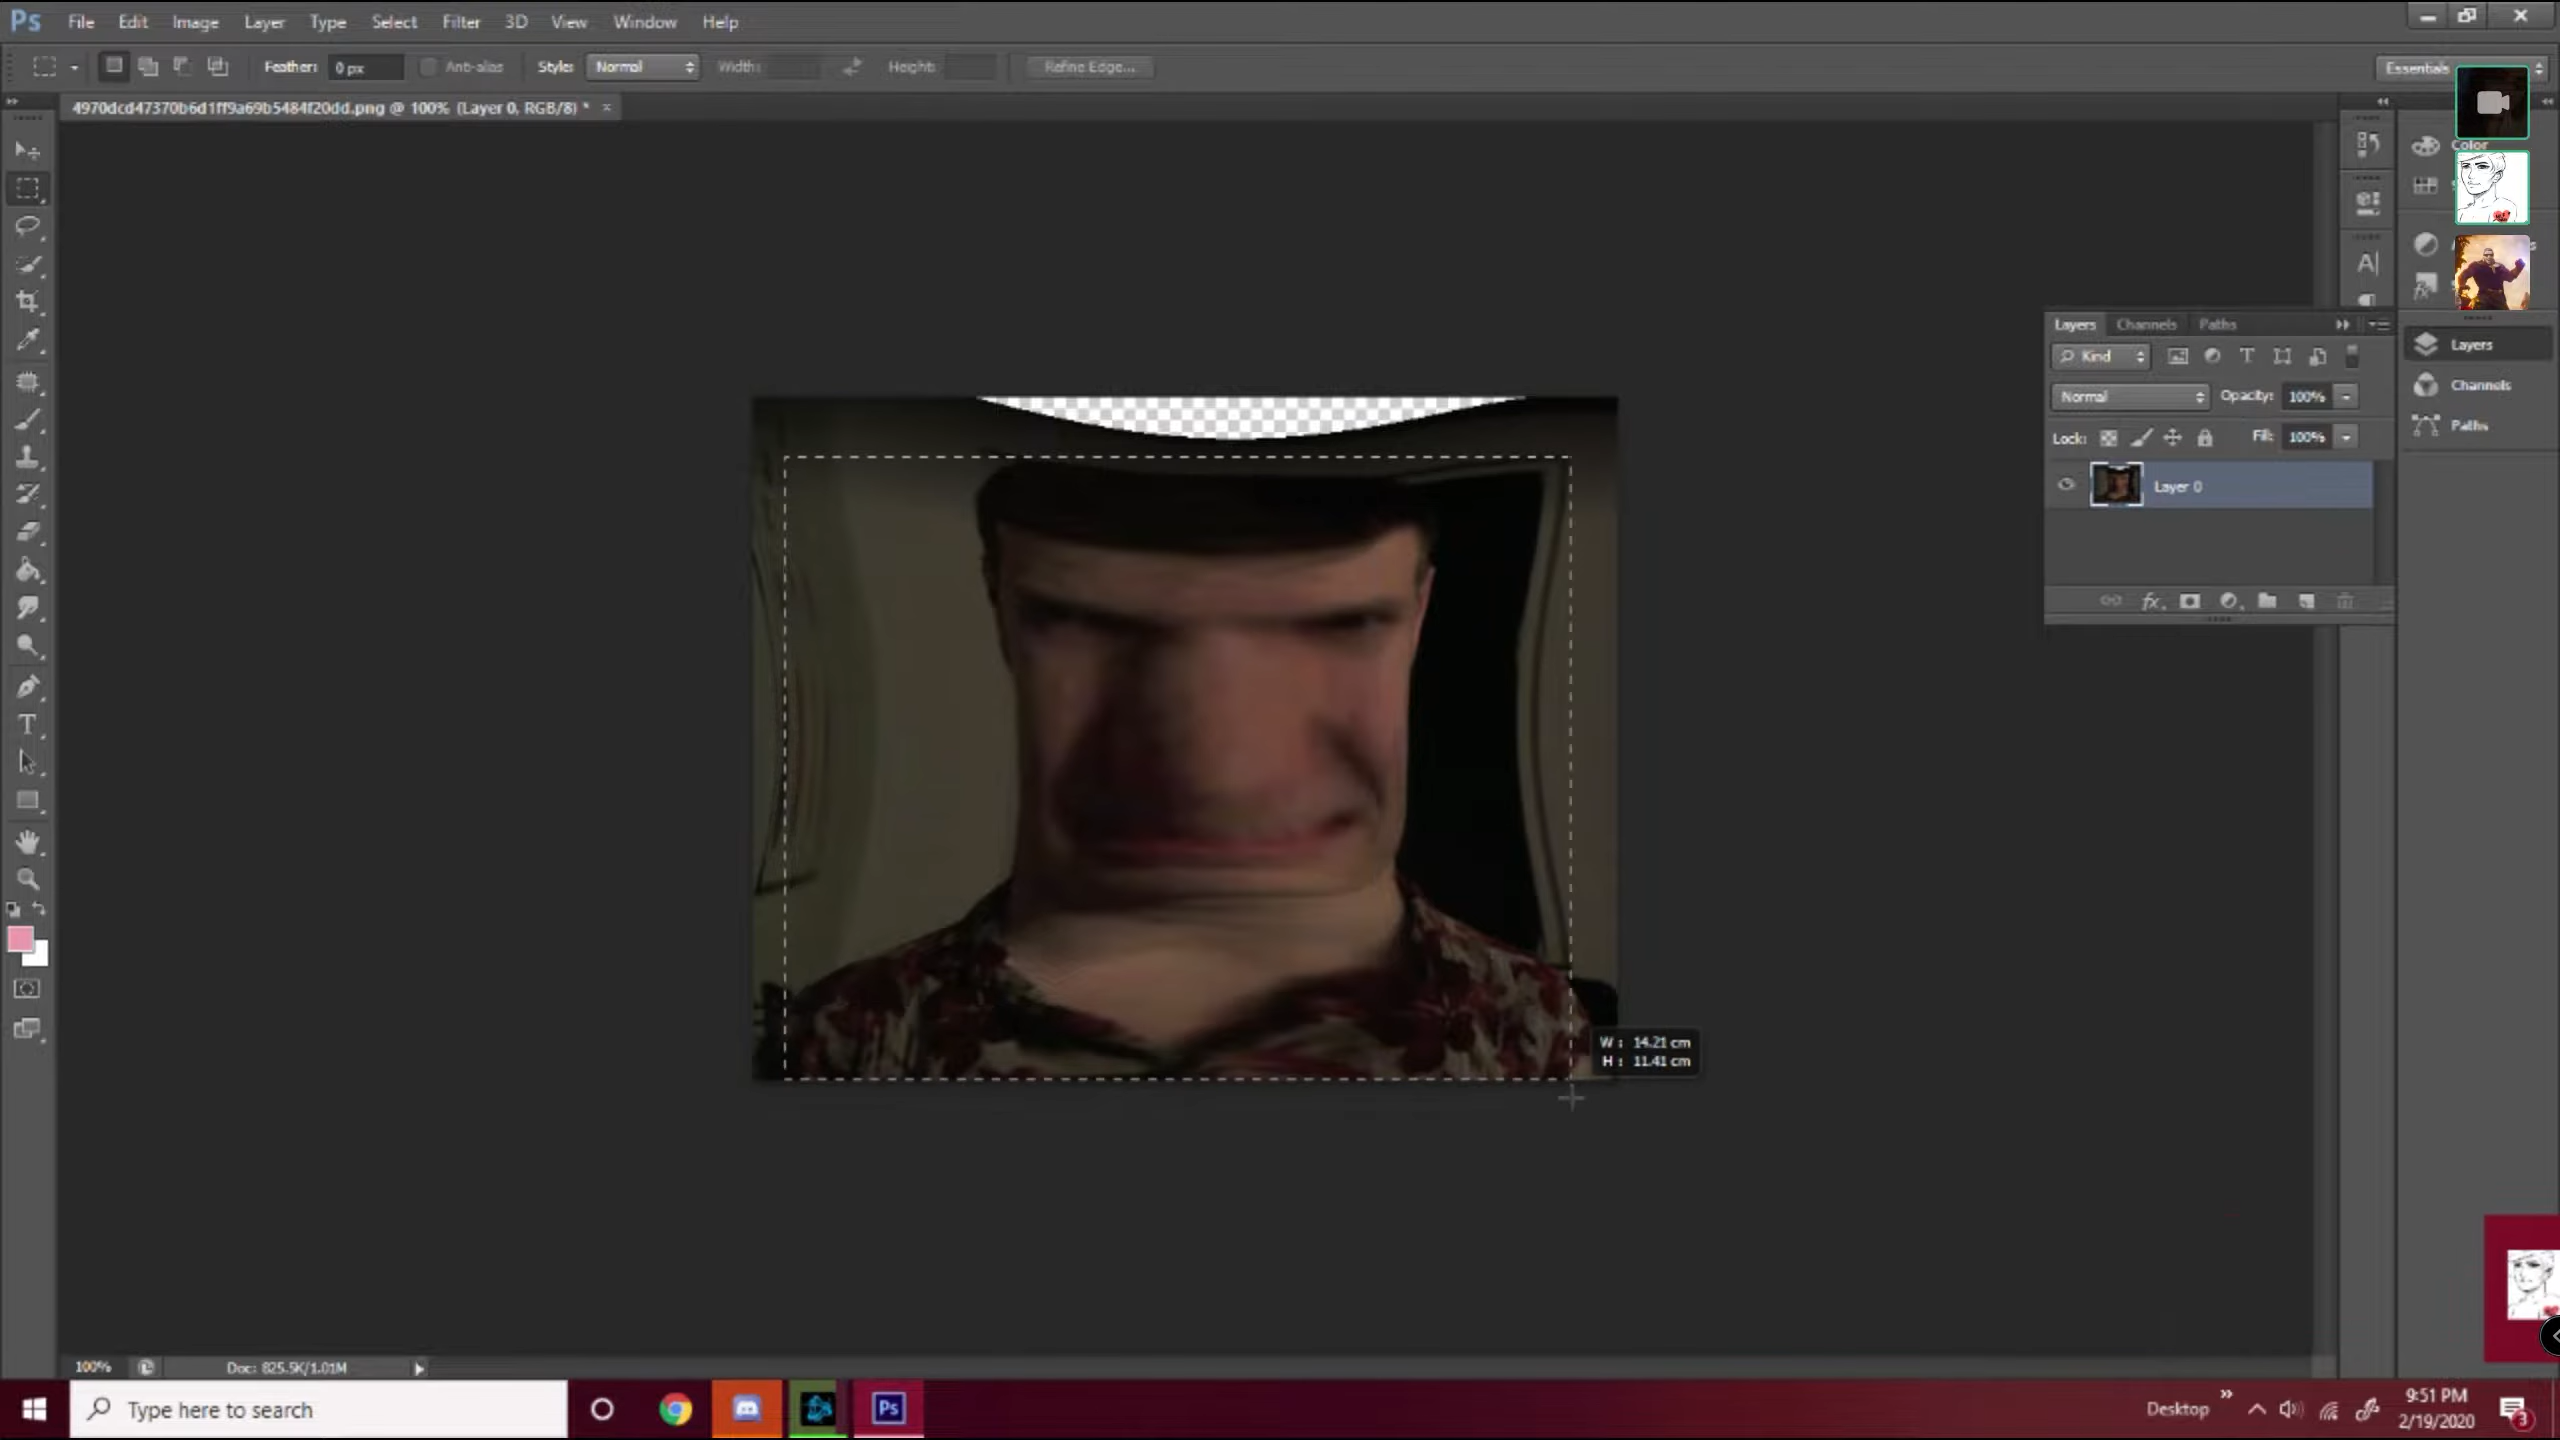 Ps File Edit Image Layer Type Select Filter 3D View Window Help
Feather: 0 px Anti-alias Style: Normal Width: Height: Refine Edge... Essentials
4970dcd47370b6d1ff9a69b5484f20dd.png @ 100% (Layer 0, RGB/8) * ×
Color
Layers Channels Paths
Layers
Kind
Channels
Normal Opacity: 100%
Paths
Lock: Fill: 100%
Layer 0
W : 14.21 cm
H : 11.41 cm
100% Doc: 825.5K/1.01M
Type here to search
Ps
Desktop
9:51 PM
2/19/2020
3